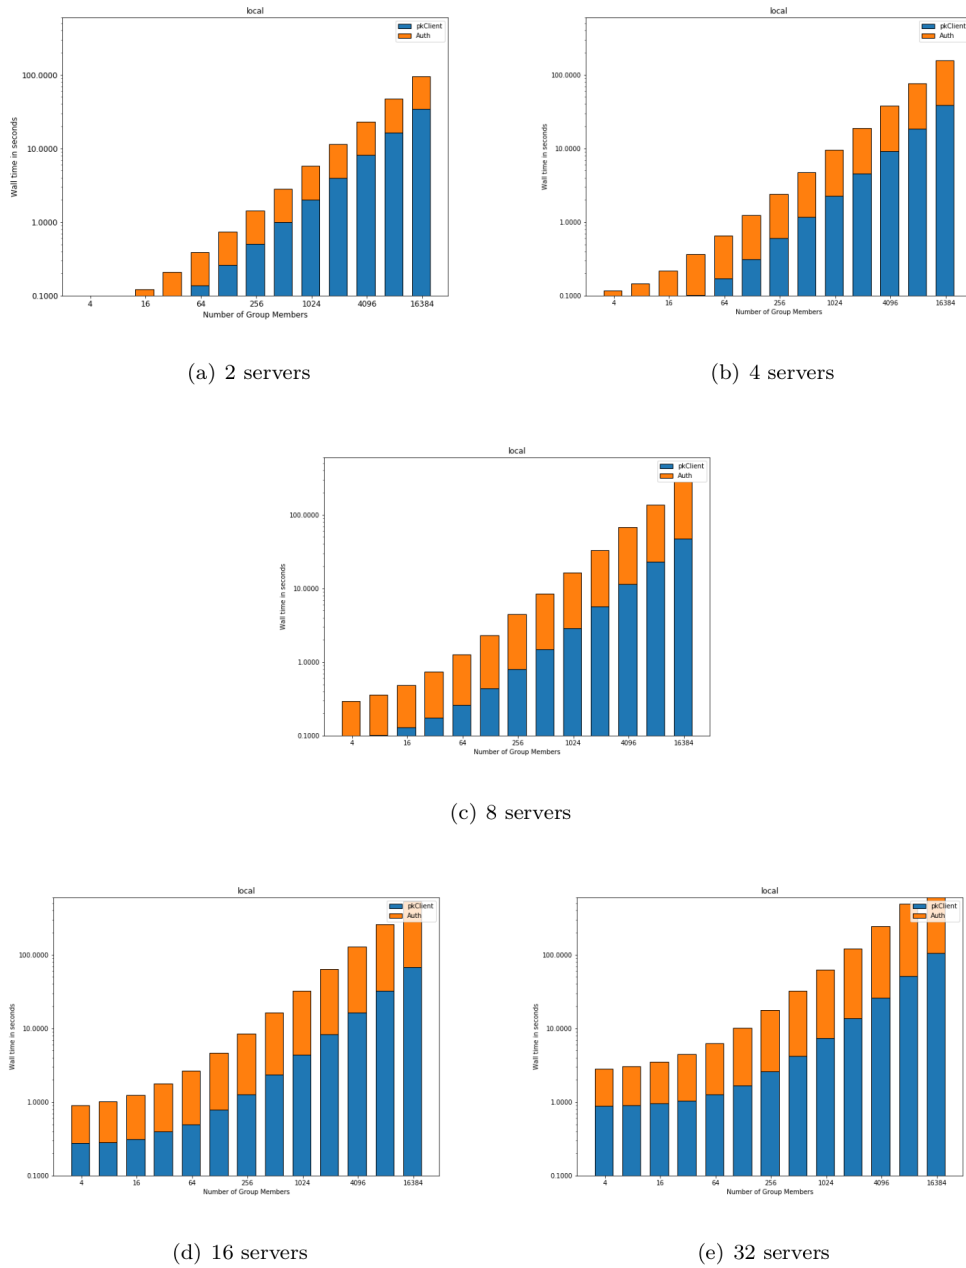 local
pkClient
Auth
100.0000
10.0000
1.0000
0.1000
Wall time in seconds
4 16 64 256 1024 4096 16384
Number of Group Members
(a) 2 servers
local
pkClient
Auth
100.0000
10.0000
1.0000
0.1000
Wall time in seconds
4 16 64 256 1024 4096 16384
Number of Group Members
(b) 4 servers
local
pkClient
Auth
100.0000
10.0000
1.0000
0.1000
Wall time in seconds
4 16 64 256 1024 4096 16384
Number of Group Members
(c) 8 servers
local
pkClient
Auth
100.0000
10.0000
1.0000
0.1000
Wall time in seconds
4 16 64 256 1024 4096 16384
Number of Group Members
(d) 16 servers
local
pkClient
Auth
100.0000
10.0000
1.0000
0.1000
Wall time in seconds
4 16 64 256 1024 4096 16384
Number of Group Members
(e) 32 servers